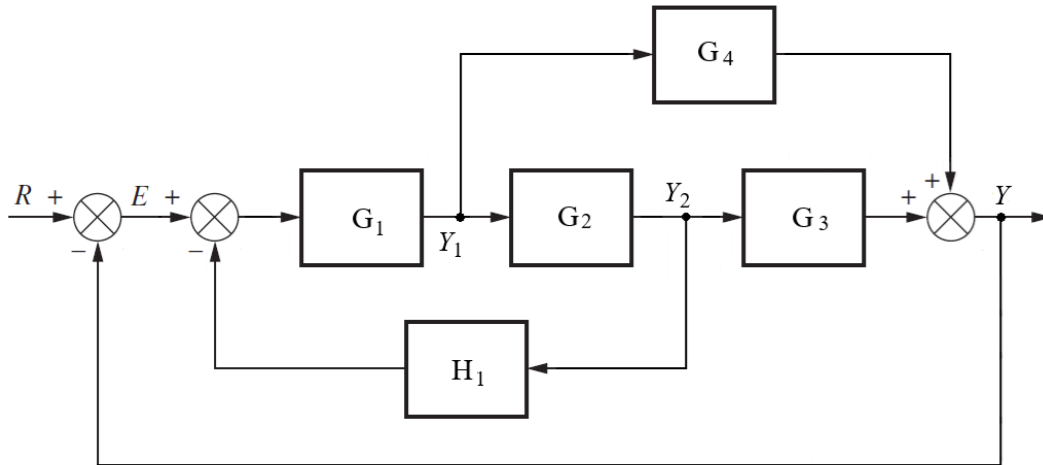 G₄
R + E + G₁ G₂ Y₂ G₃ + + Y
− − Y₁
H₁